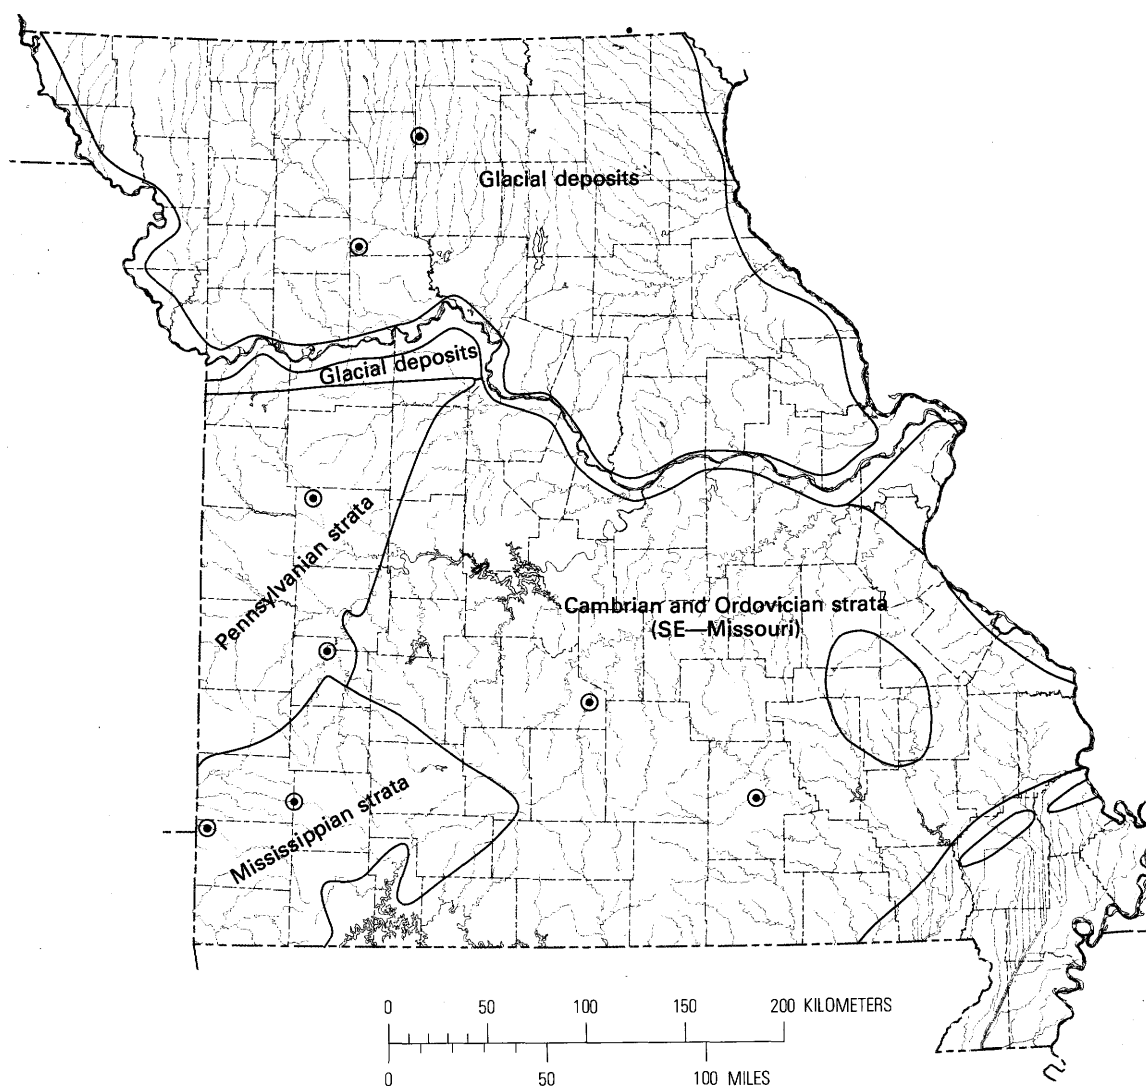 Glacial deposits
Glacial deposits
Pennsylvanian strata
Cambrian and Ordovician strata
(SE—Missouri)
Mississippian strata
0 50 100 150 200 KILOMETERS
0 50 100 MILES